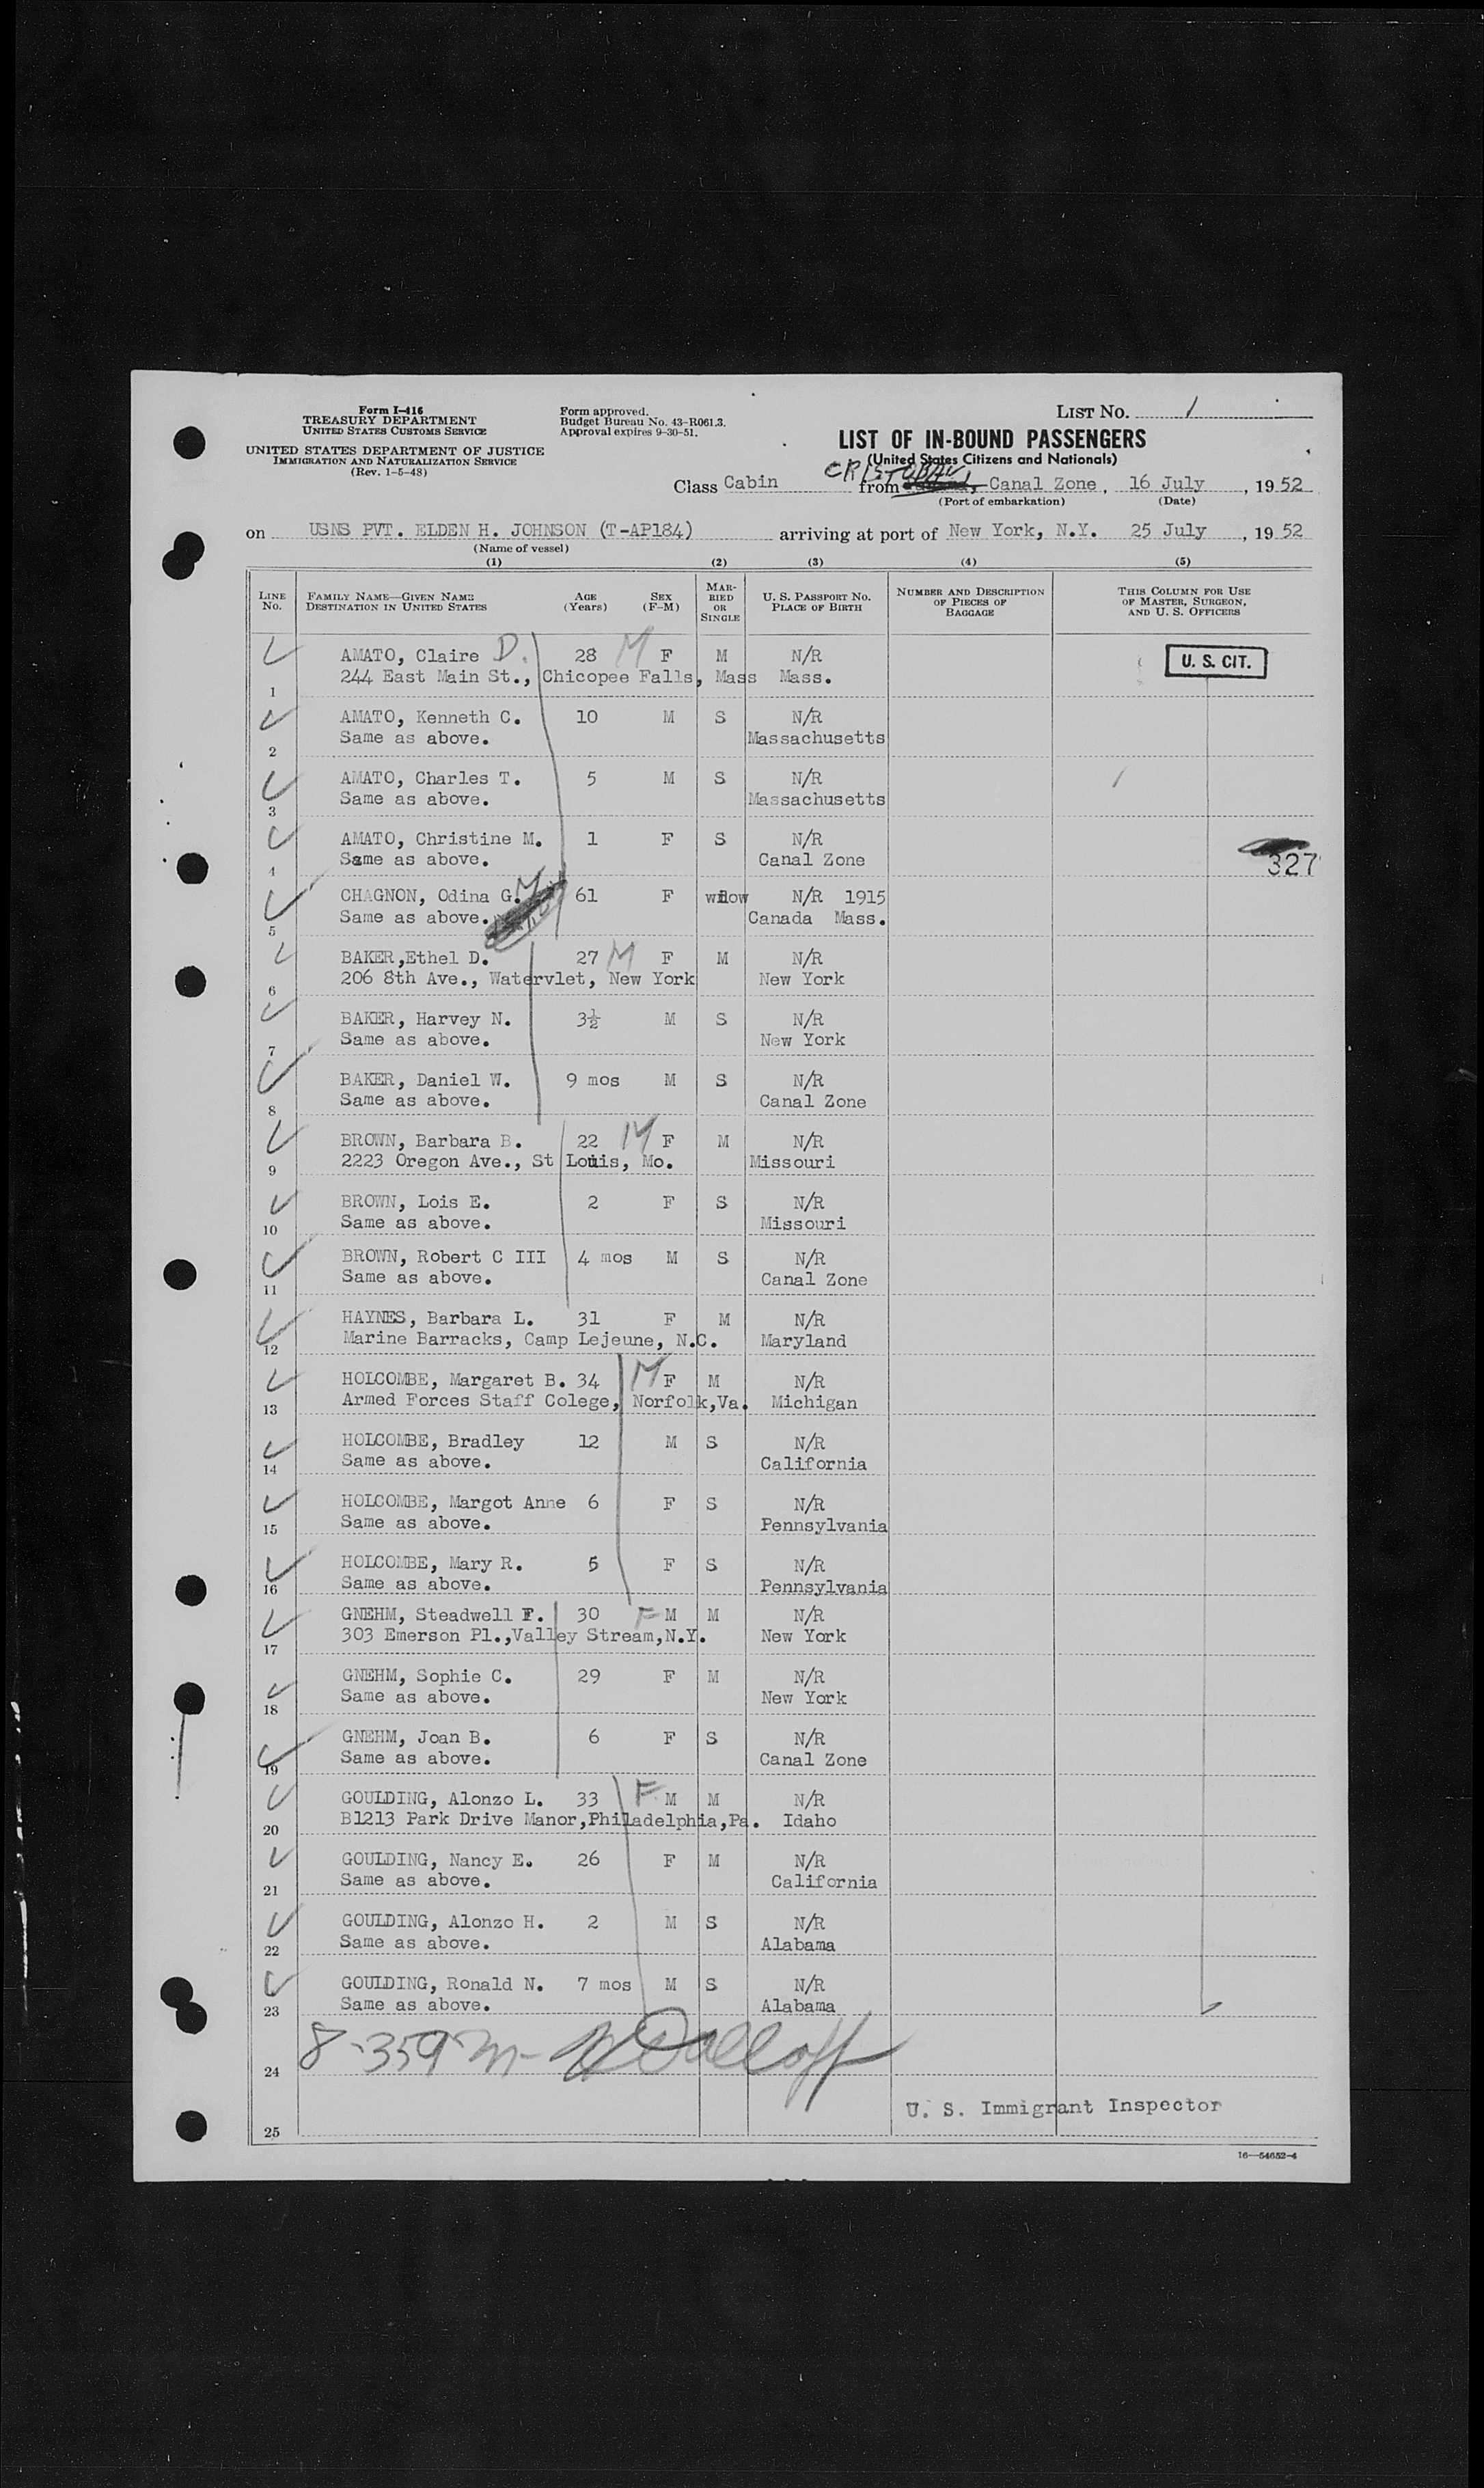 Form I-416
TREASURY DEPARTMENT
UNITED STATES CUSTOMS SERVICE
UNITED STATES DEPARTMENT OF JUSTICE
IMMIGRATION AND NATURALIZATION SERVICE
(Rev. 1-5-48)
Form approved.
Budget Bureau No. 43-R061.3.
Approval expires 9-30-51.
LIST NO. 1
LIST OF IN-BOUND PASSENGERS
(United States Citizens and Nationals)
CRISTOBAL
Class Cabin from Canal Zone, 16 July, 1952
(Port of embarkation) (Date)
on USNS PVT. ELDEN H. JOHNSON (T-AP184) arriving at port of New York, N.Y. 25 July, 1952
(Name of vessel)
(1) (2) (3) (4) (5)
LINE NO. FAMILY NAME—GIVEN NAME DESTINATION IN UNITED STATES AGE (Years) SEX (F-M) MARRIED OR SINGLE U. S. PASSPORT NO. PLACE OF BIRTH NUMBER AND DESCRIPTION OF PIECES OF BAGGAGE THIS COLUMN FOR USE OF MASTER, SURGEON, AND U. S. OFFICERS
AMATO, Claire D. 28 M F M N/R U. S. CIT.
1 244 East Main St., Chicopee Falls, Mass Mass.
AMATO, Kenneth C. 10 M S N/R
2 Same as above. Massachusetts
AMATO, Charles T. 5 M S N/R
3 Same as above. Massachusetts
AMATO, Christine M. 1 F S N/R
4 Same as above. Canal Zone 327
CHAGNON, Odina G. M 61 F widow N/R 1915
5 Same as above. Canada Mass.
BAKER,Ethel D. 27 M F M N/R
6 206 8th Ave., Watervlet, New York New York
BAKER, Harvey N. 3½ M S N/R
7 Same as above. New York
BAKER, Daniel W. 9 mos M S N/R
8 Same as above. Canal Zone
BROWN, Barbara B. 22 M F M N/R
9 2223 Oregon Ave., St Louis, Mo. Missouri
BROWN, Lois E. 2 F S N/R
10 Same as above. Missouri
BROWN, Robert C III 4 mos M S N/R
11 Same as above. Canal Zone
HAYNES, Barbara L. 31 F M N/R
12 Marine Barracks, Camp Lejeune, N.C. Maryland
HOLCOMBE, Margaret B. 34 M F M N/R
13 Armed Forces Staff Colege, Norfolk,Va. Michigan
HOLCOMBE, Bradley 12 M S N/R
14 Same as above. California
HOLCOMBE, Margot Anne 6 F S N/R
15 Same as above. Pennsylvania
HOLCOMBE, Mary R. 5 F S N/R
16 Same as above. Pennsylvania
GNEHM, Steadwell F. 30 F M M N/R
17 303 Emerson Pl.,Valley Stream,N.Y. New York
GNEHM, Sophie C. 29 F M N/R
18 Same as above. New York
GNEHM, Joan B. 6 F S N/R
19 Same as above. Canal Zone
GOULDING, Alonzo L. 33 F M M N/R
20 B1213 Park Drive Manor,Philadelphia,Pa. Idaho
GOULDING, Nancy E. 26 F M N/R
21 Same as above. California
GOULDING, Alonzo H. 2 M S N/R
22 Same as above. Alabama
GOULDING, Ronald N. 7 mos M S N/R
23 Same as above. Alabama
24 8-359
U. S. Immigrant Inspector
25
16—54652-4